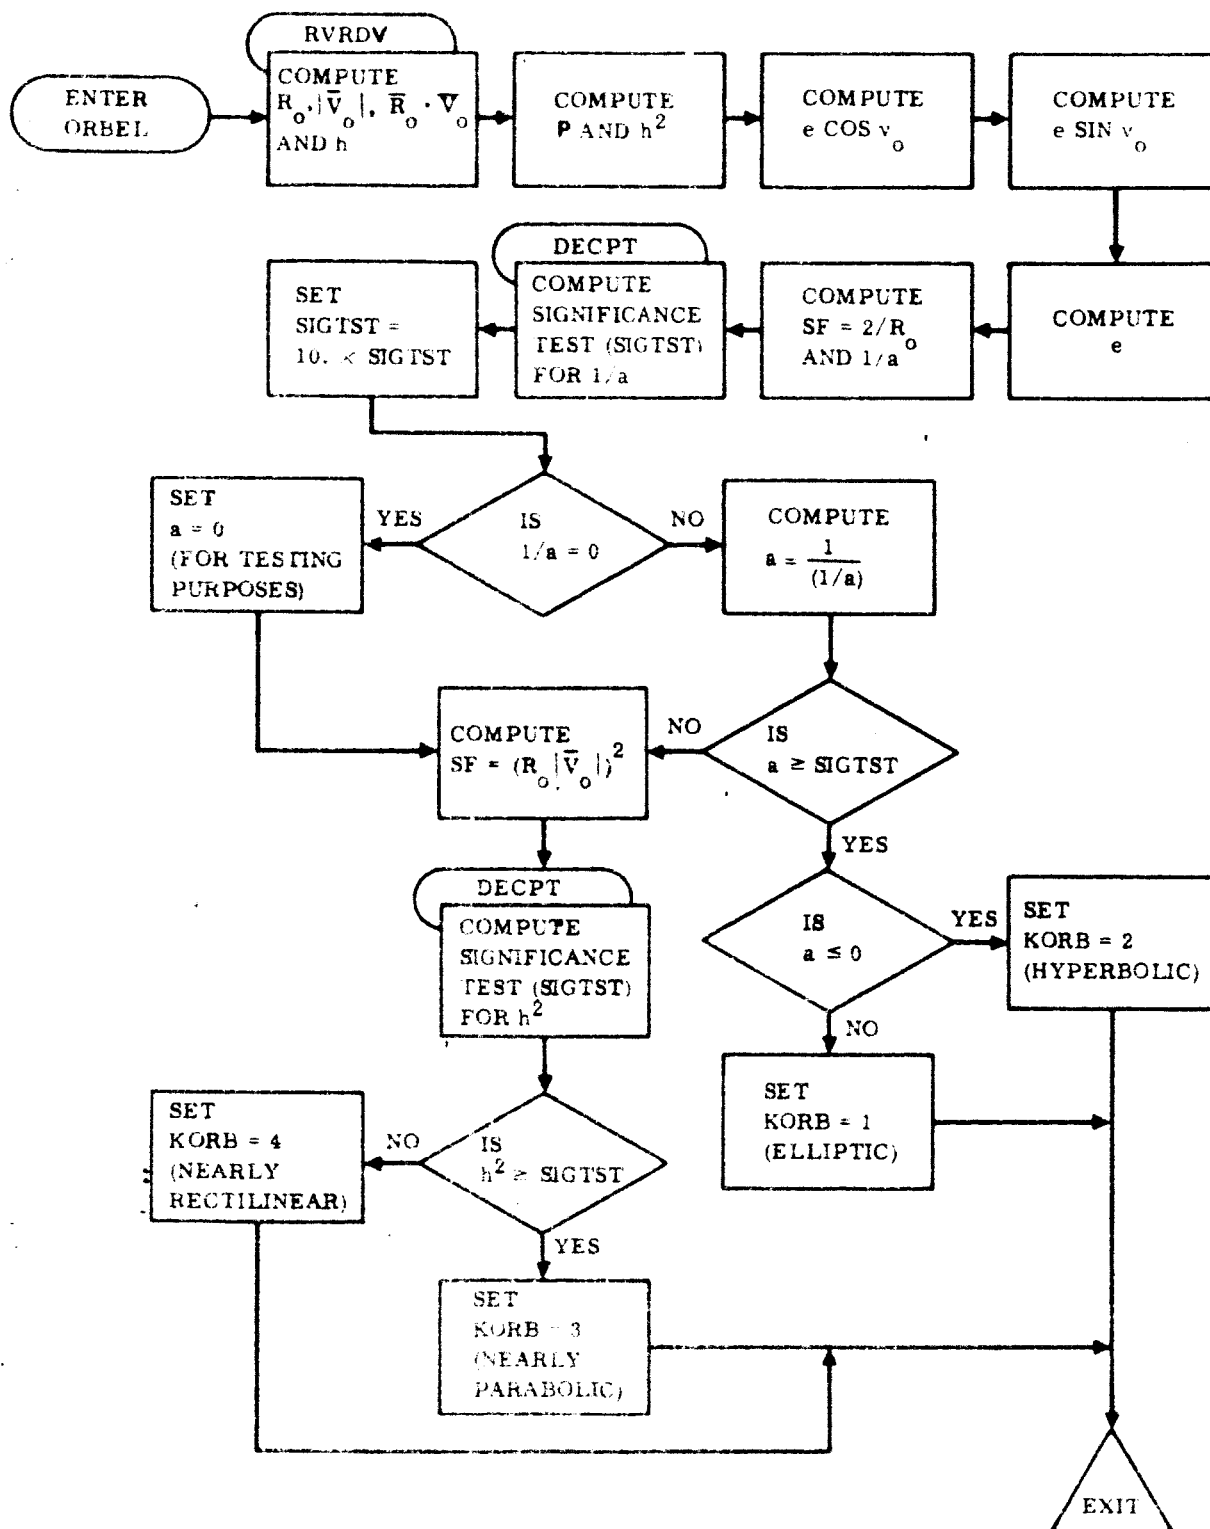 ENTER
ORBEL
RVRDV
COMPUTE
R₀, |V̄₀|, R̄₀ · V̄₀
AND h
COMPUTE
P AND h²
COMPUTE
e COS ν₀
COMPUTE
e SIN ν₀
COMPUTE
e
COMPUTE
SF = 2/R₀
AND 1/a
DECPT
COMPUTE
SIGNIFICANCE
TEST (SIGTST)
FOR 1/a
SET
SIGTST =
10. × SIGTST
IS
1/a = 0
YES
NO
SET
a = 0
(FOR TESTING
PURPOSES)
COMPUTE
a = 1
(1/a)
IS
a ≥ SIGTST
NO
YES
COMPUTE
SF = (R₀ |V̄₀|)²
DECPT
COMPUTE
SIGNIFICANCE
TEST (SIGTST)
FOR h²
IS
a ≤ 0
YES
NO
SET
KORB = 2
(HYPERBOLIC)
SET
KORB = 1
(ELLIPTIC)
IS
h² ≥ SIGTST
NO
YES
SET
KORB = 4
(NEARLY
RECTILINEAR)
SET
KORB = 3
(NEARLY
PARABOLIC)
EXIT